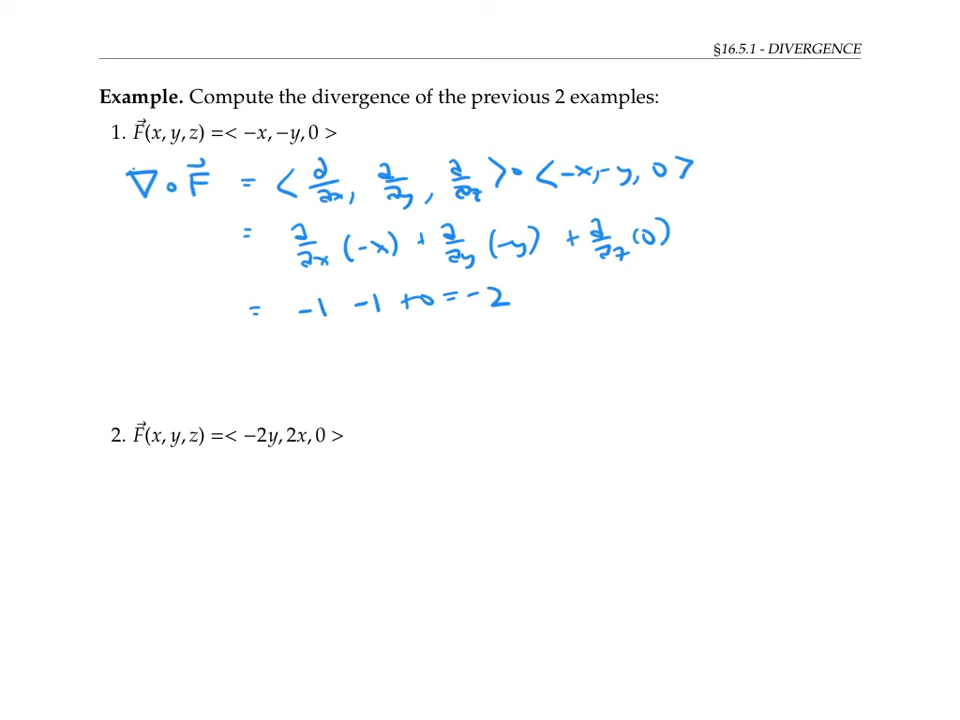 §16.5.1 - DIVERGENCE
Example. Compute the divergence of the previous 2 examples:
1. F⃗(x, y, z) =< −x, −y, 0 >
∇ ∘ F⃗ = < ∂/∂x, ∂/∂y, ∂/∂z > • < −x, −y, 0 >
= ∂/∂x (−x) + ∂/∂y (−y) + ∂/∂z (0)
= −1 −1 +0 = −2
2. F⃗(x, y, z) =< −2y, 2x, 0 >